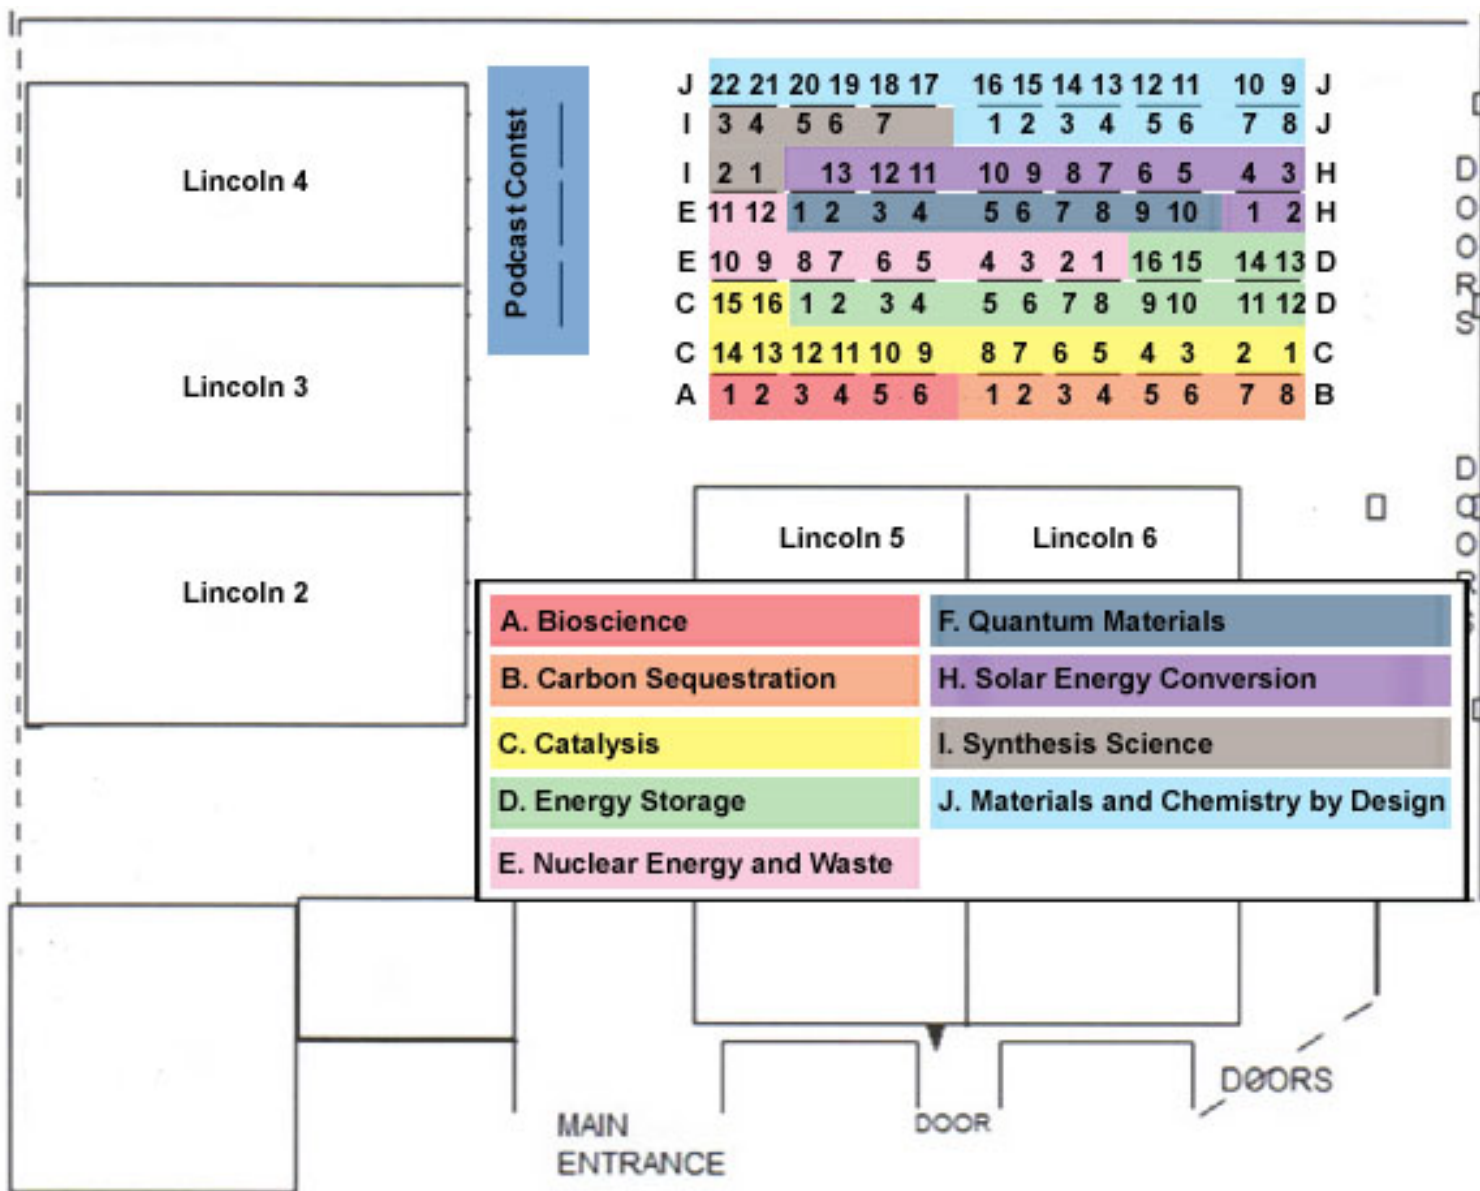 J 22 21 20 19 18 17 16 15 14 13 12 11 10 9 J
I 3 4 5 6 7 1 2 3 4 5 6 7 8 J
I 2 1 13 12 11 10 9 8 7 6 5 4 3 H
E 11 12 1 2 3 4 5 6 7 8 9 10 1 2 H
E 10 9 8 7 6 5 4 3 2 1 16 15 14 13 D
C 15 16 1 2 3 4 5 6 7 8 9 10 11 12 D
C 14 13 12 11 10 9 8 7 6 5 4 3 2 1 C
A 1 2 3 4 5 6 1 2 3 4 5 6 7 8 B
Podcast Contst
DOORS
Lincoln 4
Lincoln 3
Lincoln 2
Lincoln 5
Lincoln 6
A. Bioscience
B. Carbon Sequestration
C. Catalysis
D. Energy Storage
E. Nuclear Energy and Waste
F. Quantum Materials
H. Solar Energy Conversion
I. Synthesis Science
J. Materials and Chemistry by Design
MAIN
ENTRANCE
DOOR
DOORS